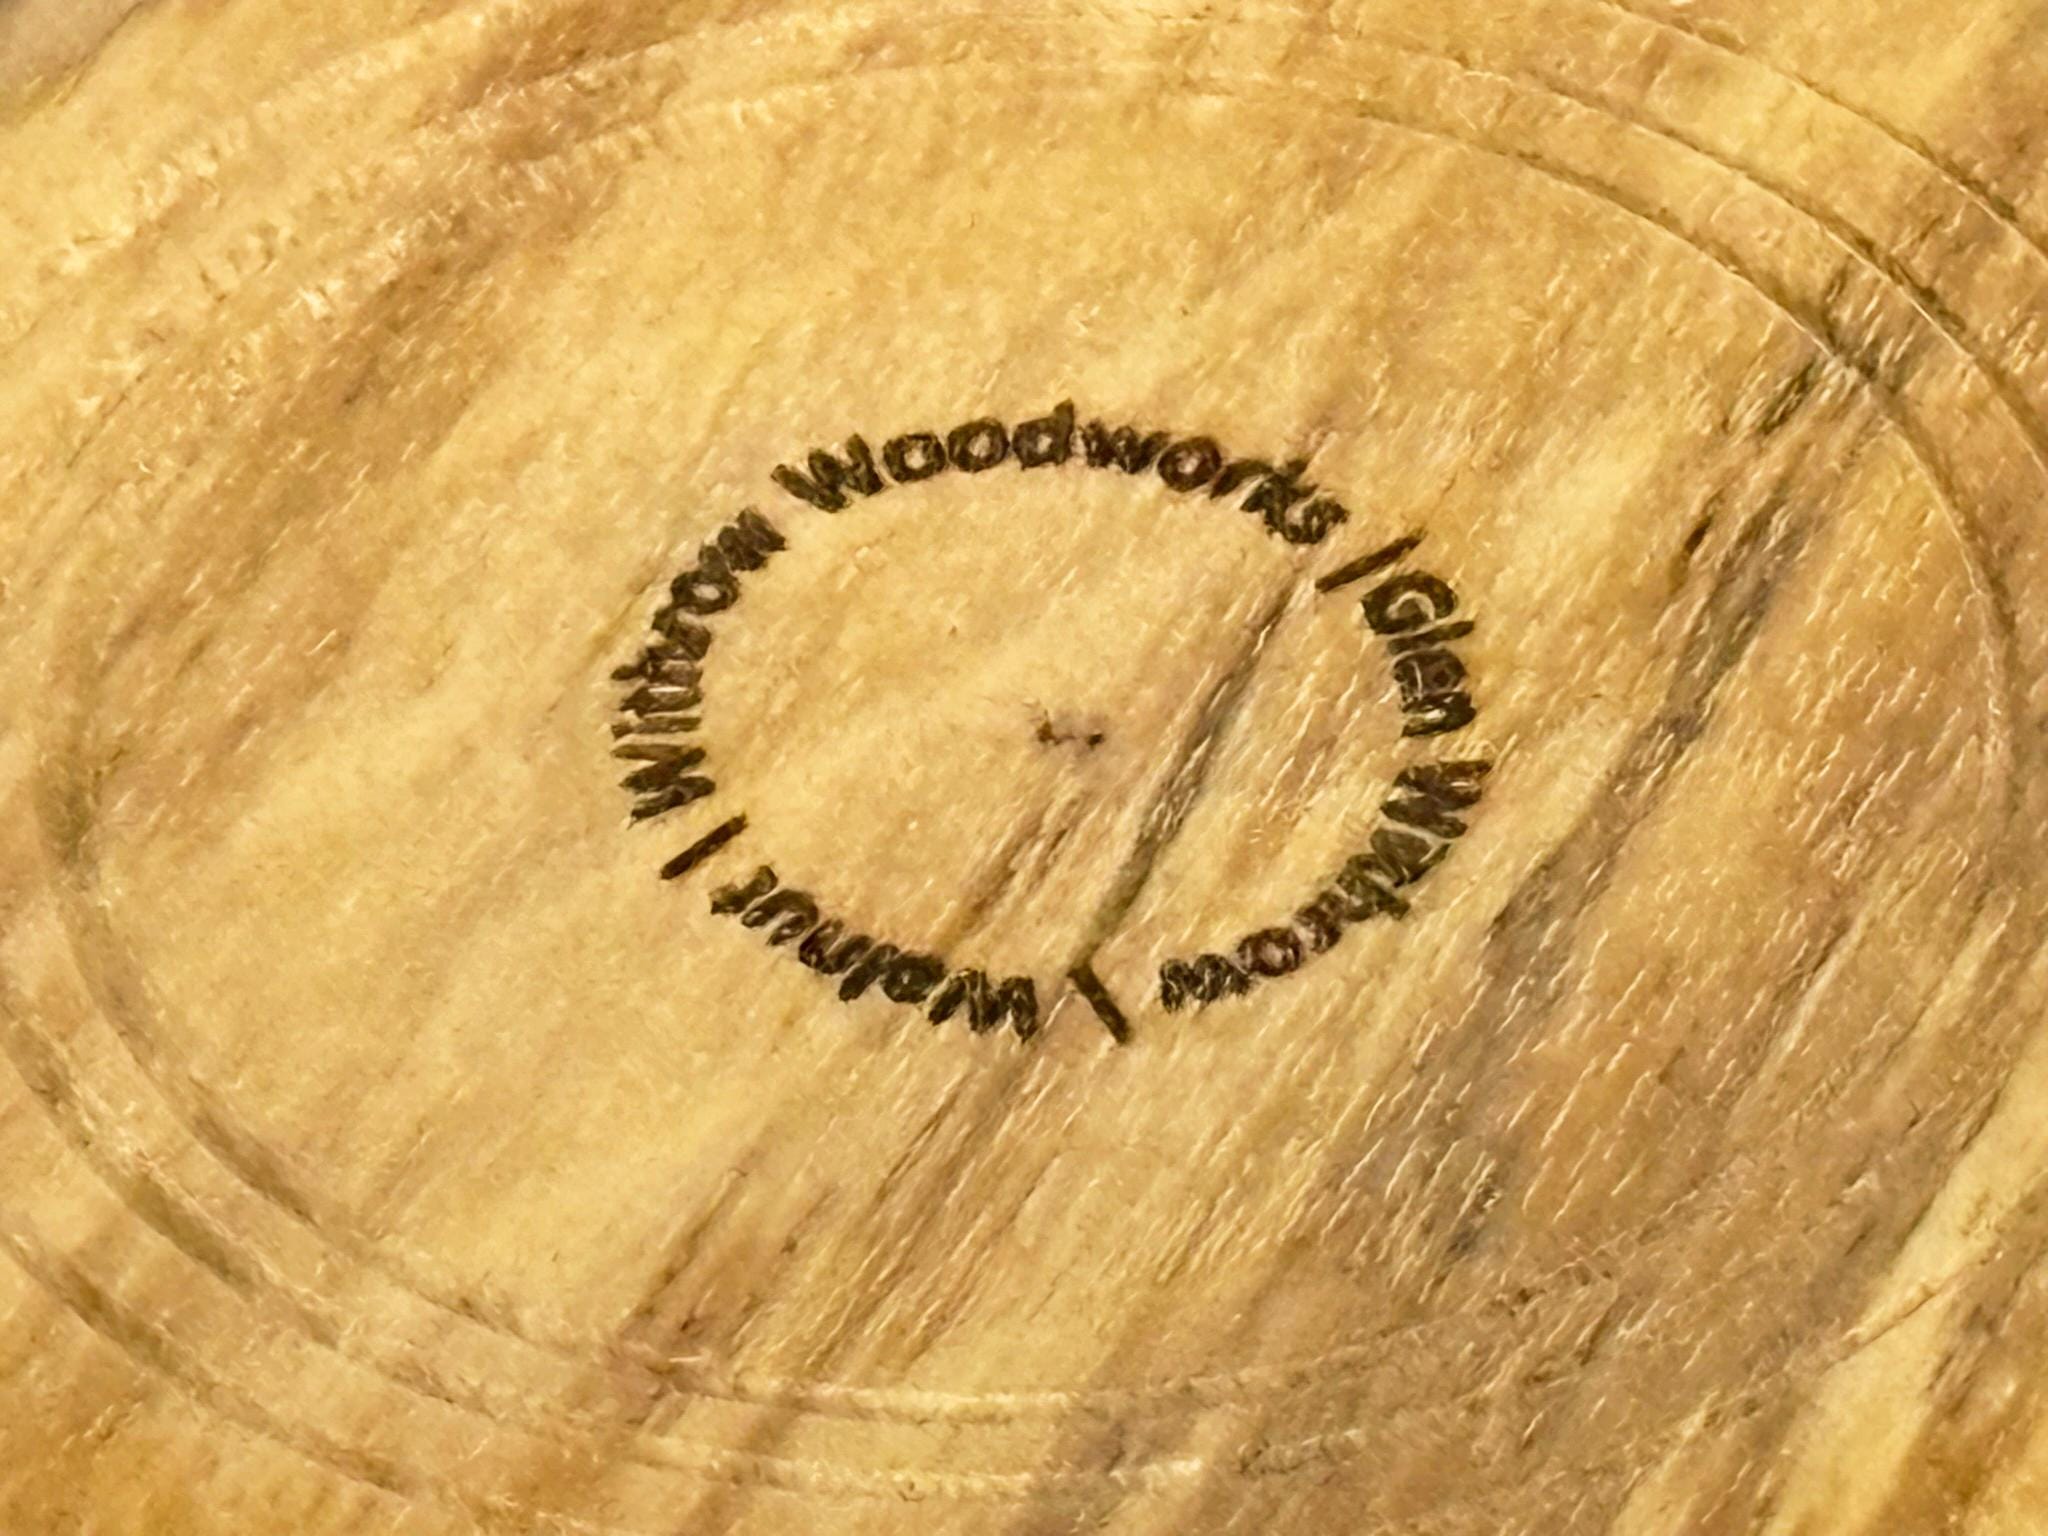 Withrow Woodworks | Glen Withrow | Walnut |